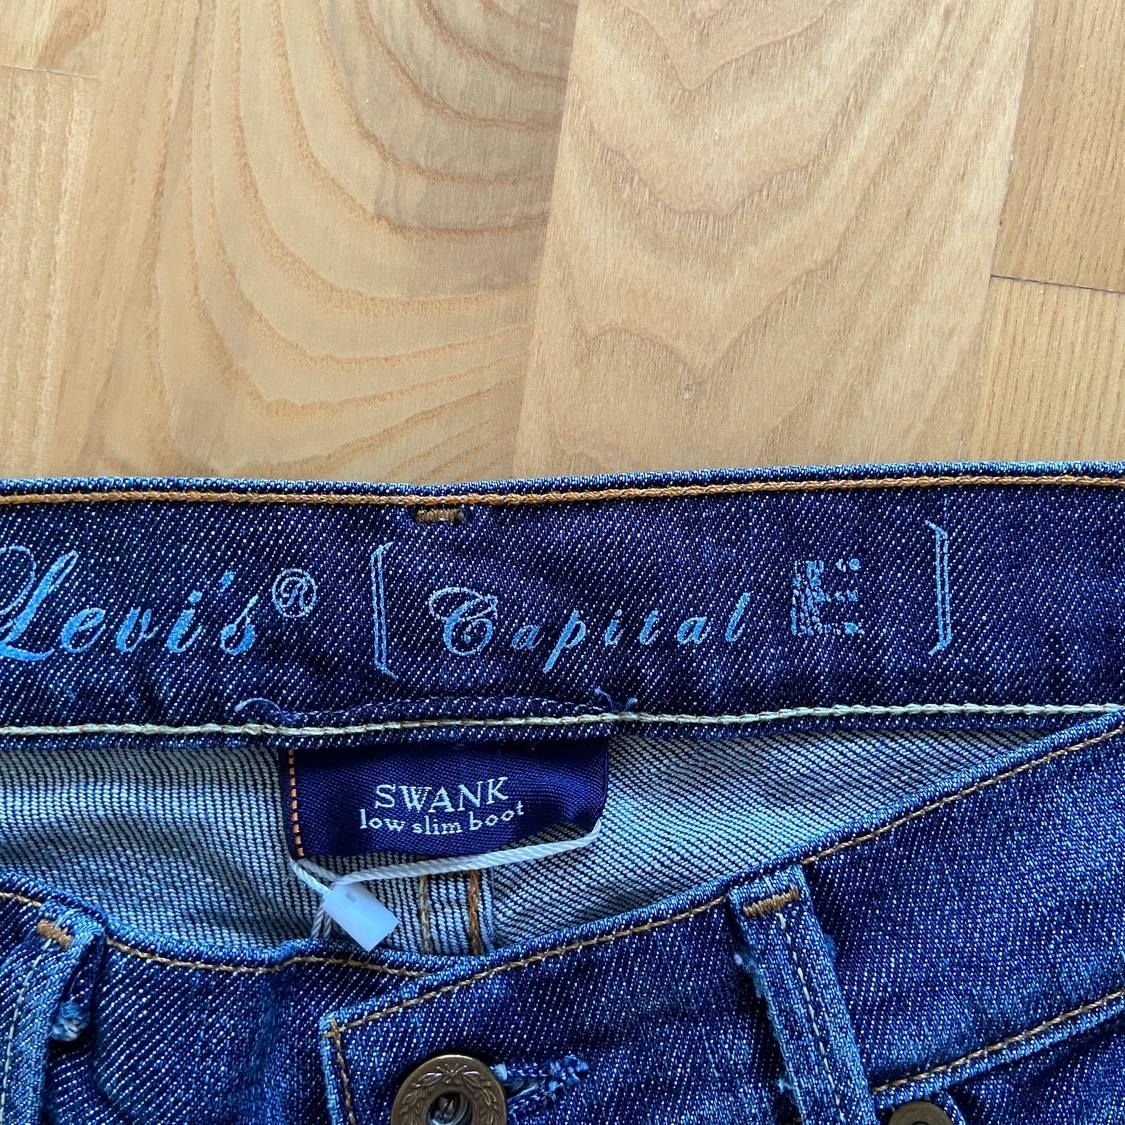 Levi's® [ Capital E ]
SWANK
low slim boot